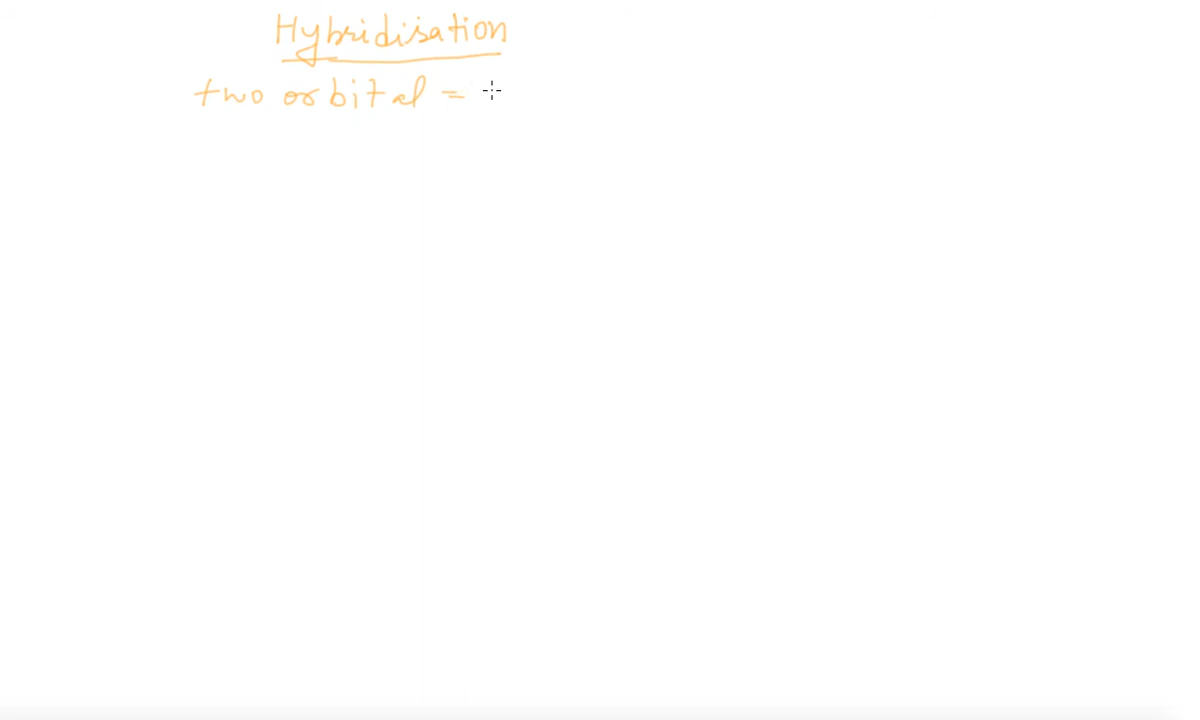 Hybridisation
two orbital =